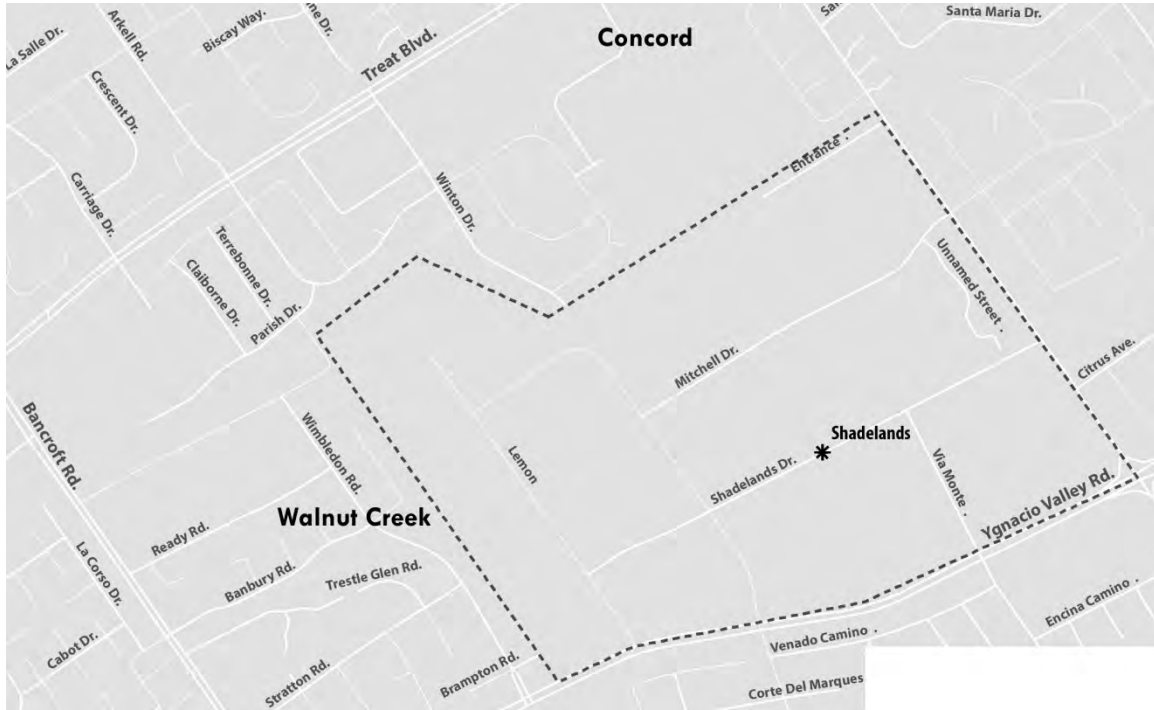 Santa Maria Dr.
La Salle Dr.
Arkell Rd.
Biscay Way.
ne Dr.
Treat Blvd.
Concord
Sa
Crescent Dr.
Carriage Dr.
Entrance .
Winton Dr.
Terrebonne Dr.
Claiborne Dr.
Parish Dr.
Unnamed Street .
Mitchell Dr.
Citrus Ave.
Bancroft Rd.
Wimbledon Rd.
Lemon
Shadelands
Shadelands Dr.
Via Monte .
Ygnacio Valley Rd.
Walnut Creek
Ready Rd.
La Corso Dr.
Banbury Rd.
Trestle Glen Rd.
Encina Camino .
Cabot Dr.
Venado Camino .
Stratton Rd.
Brampton Rd.
Corte Del Marques